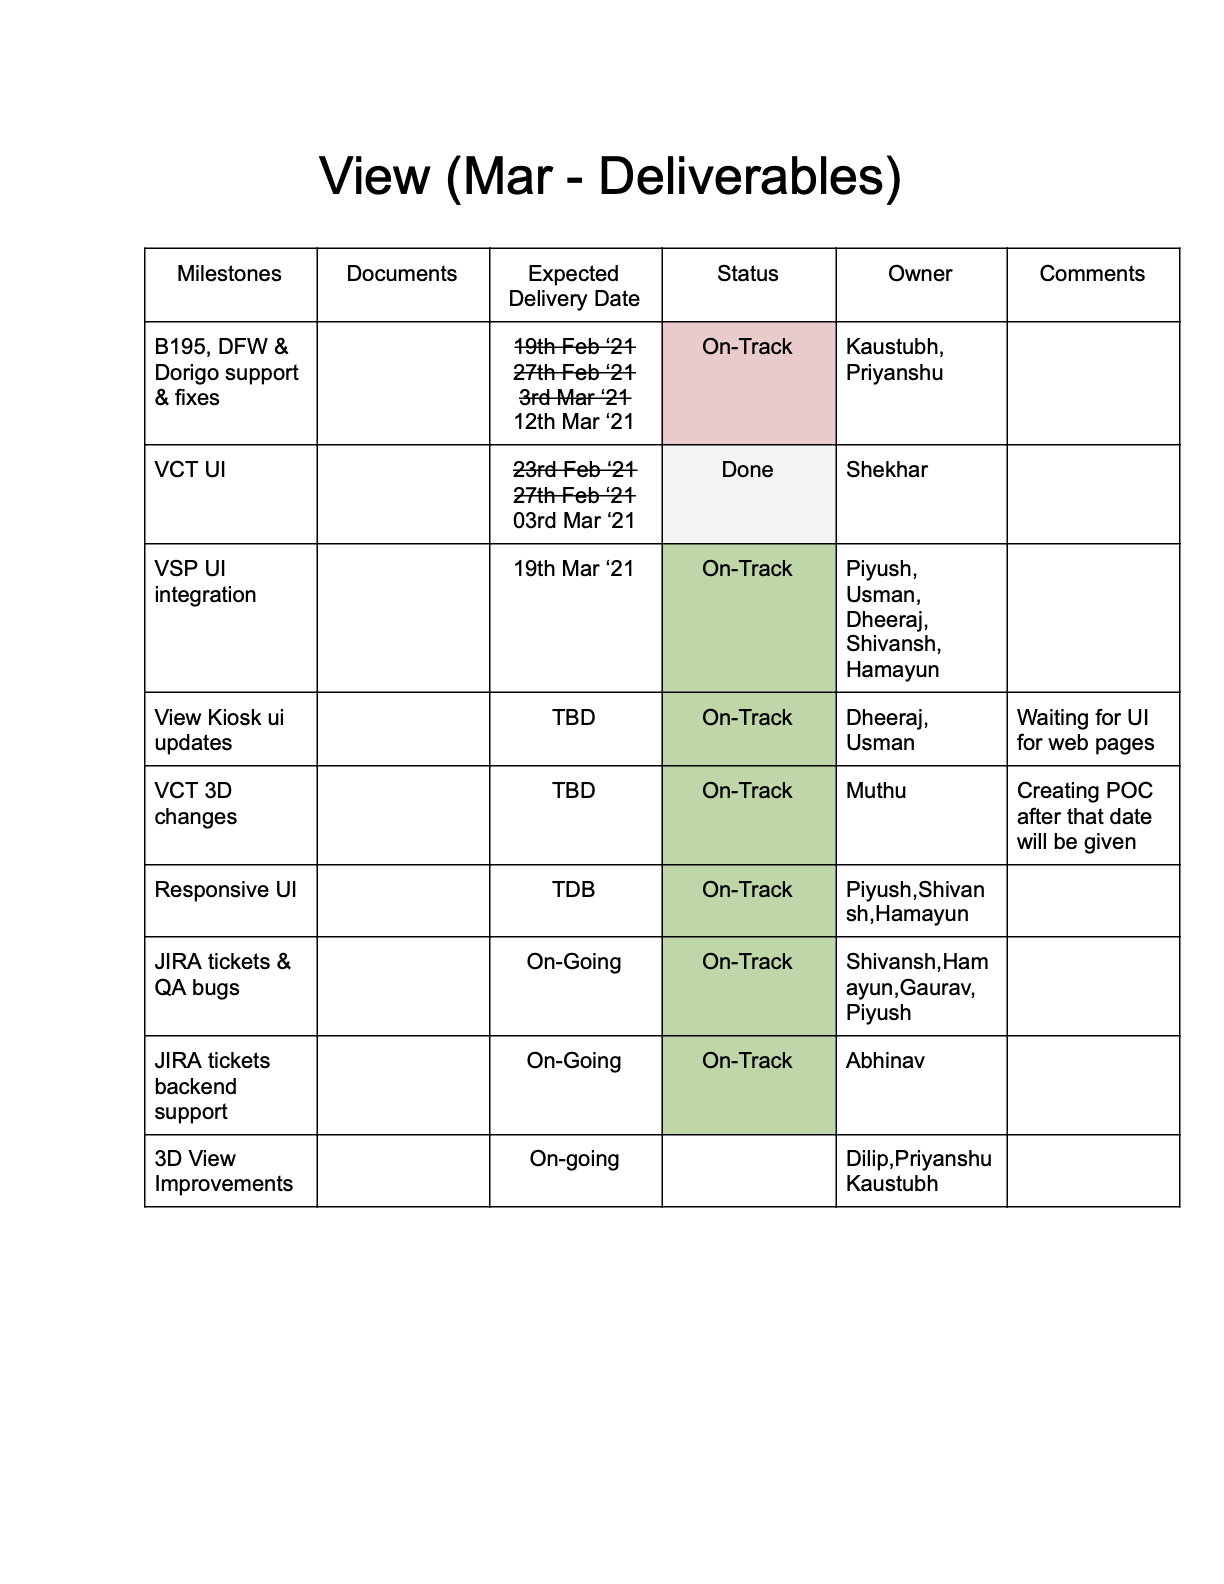 View (Mar - Deliverables)
Milestones
Documents
Expected
Delivery Date
Status
Owner
Comments
B195, DFW &
Dorigo support
& fixes
19th Feb ‘21
27th Feb ‘21
3rd Mar ‘21
12th Mar ‘21
On-Track
Kaustubh,
Priyanshu
VCT UI
23rd Feb ‘21
27th Feb ‘21
03rd Mar ‘21
Done
Shekhar
VSP UI
integration
19th Mar ‘21
On-Track
Piyush,
Usman,
Dheeraj,
Shivansh,
Hamayun
View Kiosk ui
updates
TBD
On-Track
Dheeraj,
Usman
Waiting for UI
for web pages
VCT 3D
changes
TBD
On-Track
Muthu
Creating POC
after that date
will be given
Responsive UI
TDB
On-Track
Piyush,Shivan
sh,Hamayun
JIRA tickets &
QA bugs
On-Going
On-Track
Shivansh,Ham
ayun,Gaurav,
Piyush
JIRA tickets
backend
support
On-Going
On-Track
Abhinav
3D View
Improvements
On-going
Dilip,Priyanshu
Kaustubh